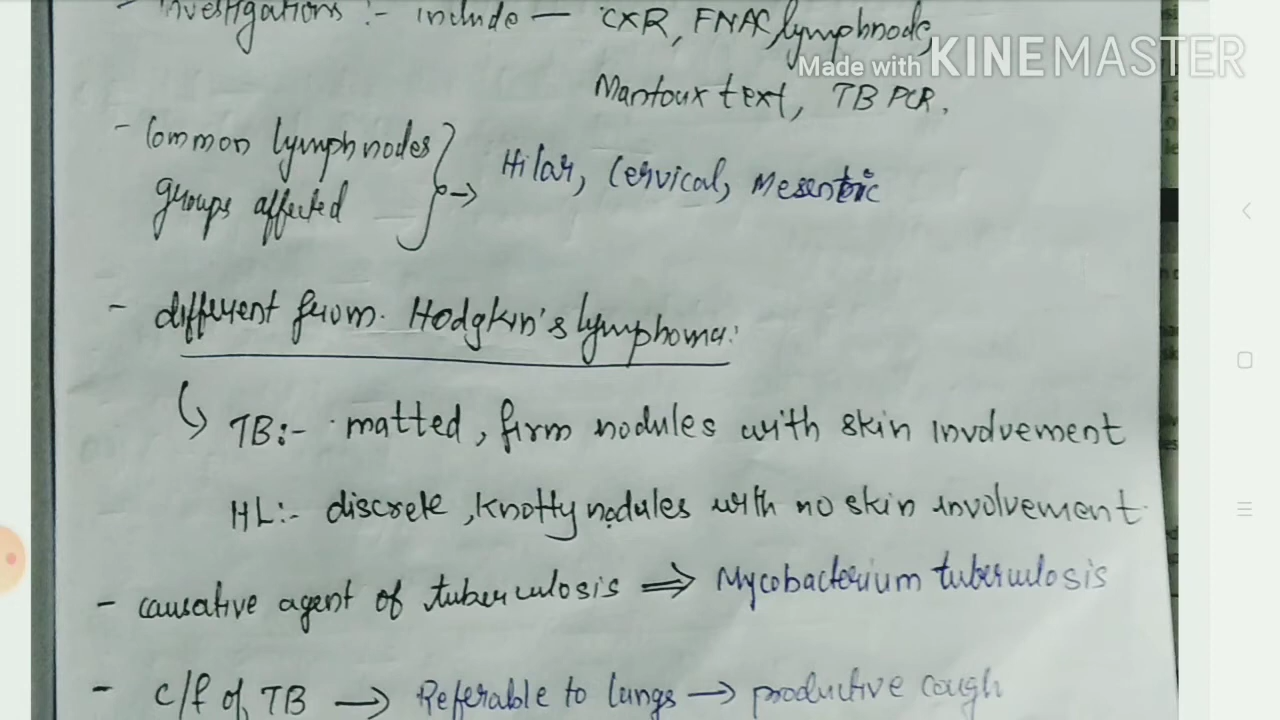 - Investigations :- include — CXR, FNAC, lymphnode,
Made with KINEMASTER
Mantoux text, TB PCR.
- Common lymphnodes
groups affected } → Hilar, Cervical, Mesentric
- different from. Hodgkin's lymphoma:
↳ TB:- matted, firm nodules with skin involvement
HL:- discrete, knotty nodules with no skin involvement
- causative agent of tuberculosis ⇒ Mycobacterium tuberculosis
- c/f of TB → Referable to lungs → productive cough